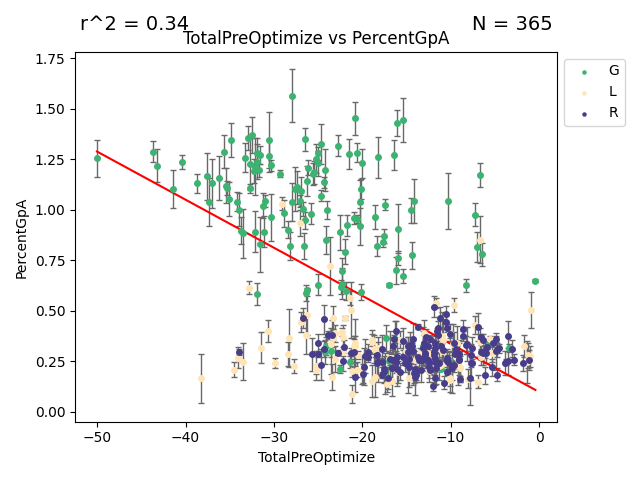 r^2 = 0.34
N = 365
TotalPreOptimize vs PercentGpA
1.75
1.50
1.25
1.00
0.75
0.50
0.25
0.00
PercentGpA
−50
−40
−30
−20
−10
0
TotalPreOptimize
G
L
R